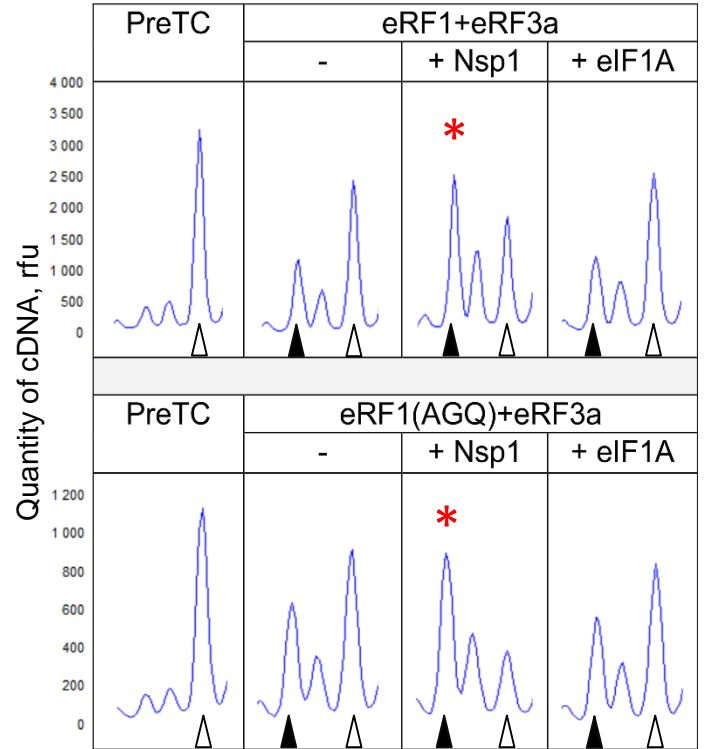 PreTC
eRF1+eRF3a
-
+ Nsp1
+ eIF1A
4 000
3 500
3 000
2 500
2 000
1 500
1 000
500
0
*
Quantity of cDNA, rfu
PreTC
eRF1(AGQ)+eRF3a
-
+ Nsp1
+ eIF1A
1 200
1 000
800
600
400
200
0
*